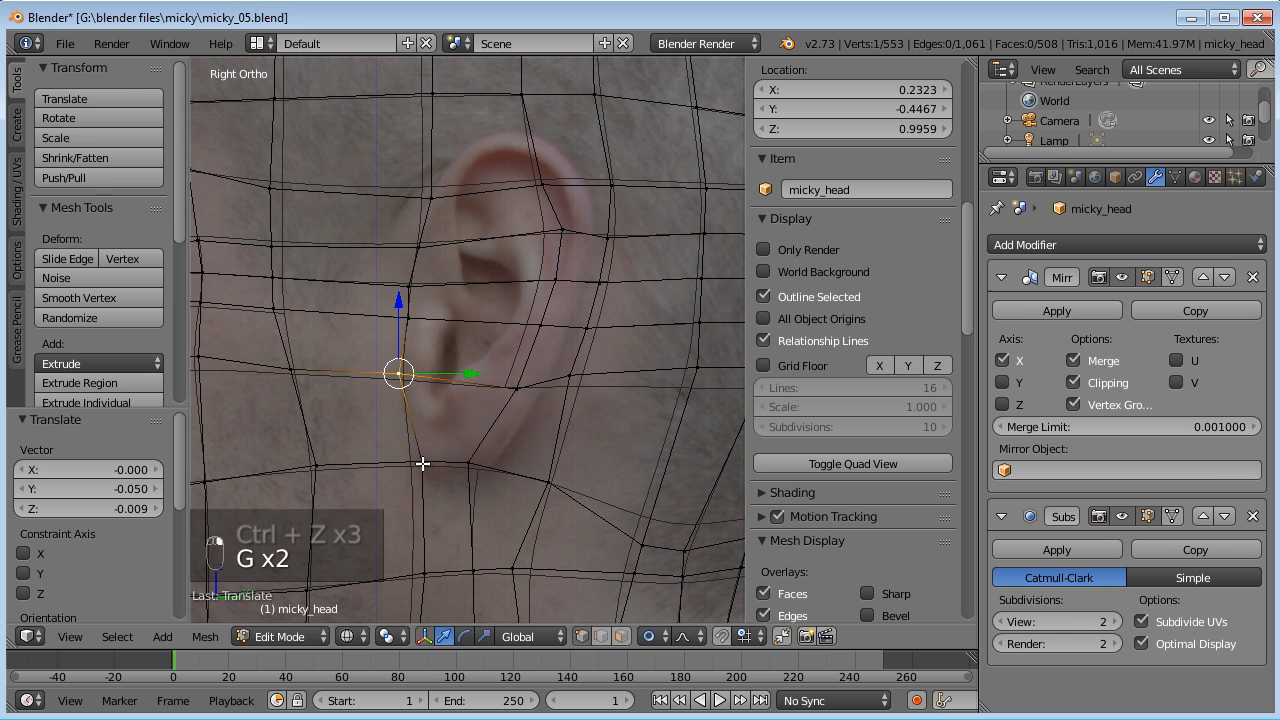 Blender* [G:\blender files\micky\micky_05.blend]
File Render Window Help Default Scene Blender Render v2.73 | Verts:1/553 | Edges:0/1,061 | Faces:0/508 | Tris:1,016 | Mem:41.97M | micky_head
Tools
Create
Shading / UVs
Options
Grease Pencil
Transform
Translate
Rotate
Scale
Shrink/Fatten
Push/Pull
Mesh Tools
Deform:
Slide Edge Vertex
Noise
Smooth Vertex
Randomize
Add:
Extrude
Extrude Region
Extrude Individual
Translate
Vector
X: -0.000
Y: -0.050
Z: -0.009
Constraint Axis
X
Y
Z
Orientation
Right Ortho
Ctrl + Z x3
G x2
Last: Translate
(1) micky_head
Location:
X: 0.2323
Y: -0.4467
Z: 0.9959
Item
micky_head
Display
Only Render
World Background
Outline Selected
All Object Origins
Relationship Lines
Grid Floor X Y Z
Lines: 16
Scale: 1.000
Subdivisions: 10
Toggle Quad View
Shading
Motion Tracking
Mesh Display
Overlays:
Faces Sharp
Edges Bevel
View Search All Scenes
RenderLayers
World
Camera
Lamp
micky_head
Add Modifier
Mirr
Apply Copy
Axis: Options: Textures:
X Merge U
Y Clipping V
Z Vertex Gro...
Merge Limit: 0.001000
Mirror Object:
Subs
Apply Copy
Catmull-Clark Simple
Subdivisions: Options:
View: 2 Subdivide UVs
Render: 2 Optimal Display
View Select Add Mesh Edit Mode Global
-40 -20 0 20 40 60 80 100 120 140 160 180 200 220 240 260
View Marker Frame Playback Start: 1 End: 250 1 No Sync